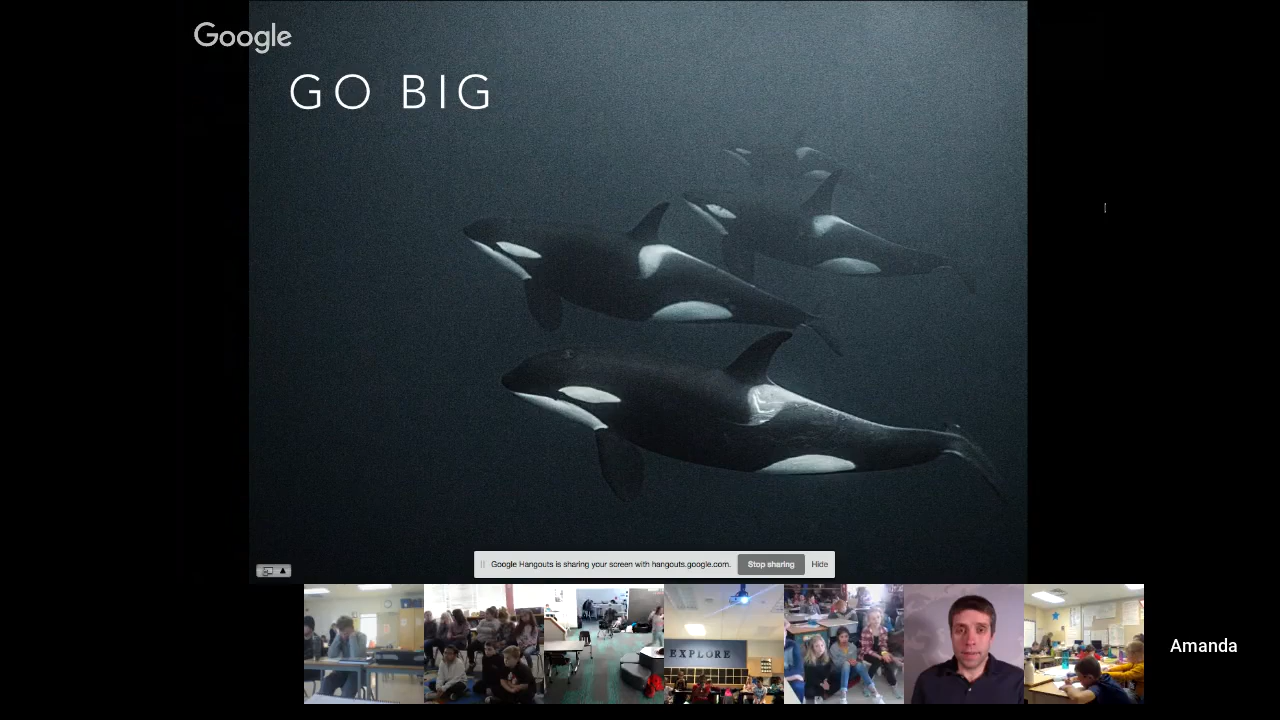 Google
GO BIG
Google Hangouts is sharing your screen with hangouts.google.com.
Stop sharing
Hide
EXPLORE
Amanda